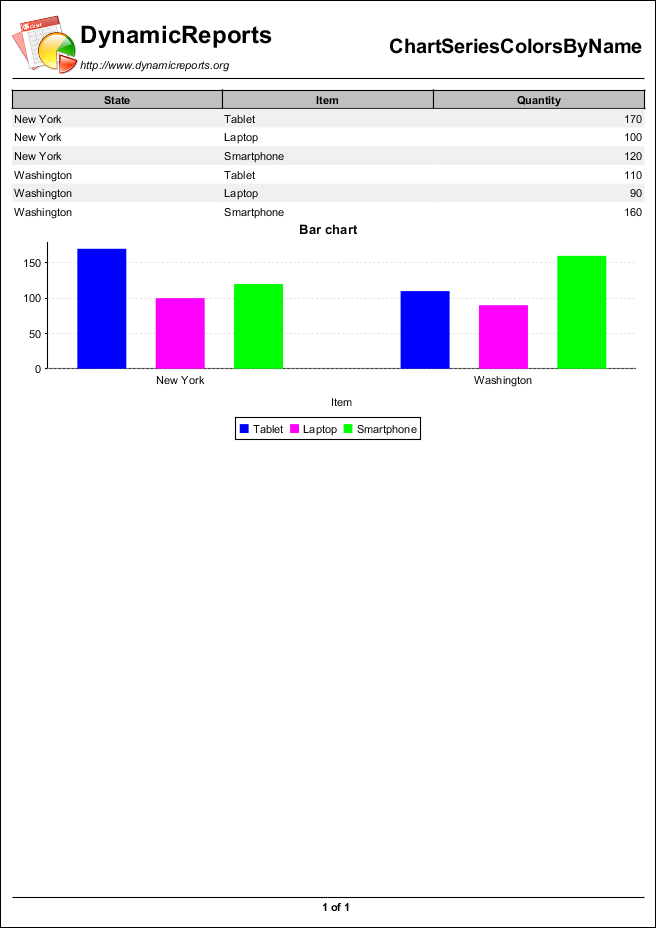 DynamicReports
http://www.dynamicreports.org
ChartSeriesColorsByName
State Item Quantity
New York Tablet 170
New York Laptop 100
New York Smartphone 120
Washington Tablet 110
Washington Laptop 90
Washington Smartphone 160
Bar chart
150
100
50
0
New York Washington
Item
Tablet Laptop Smartphone
1 of 1